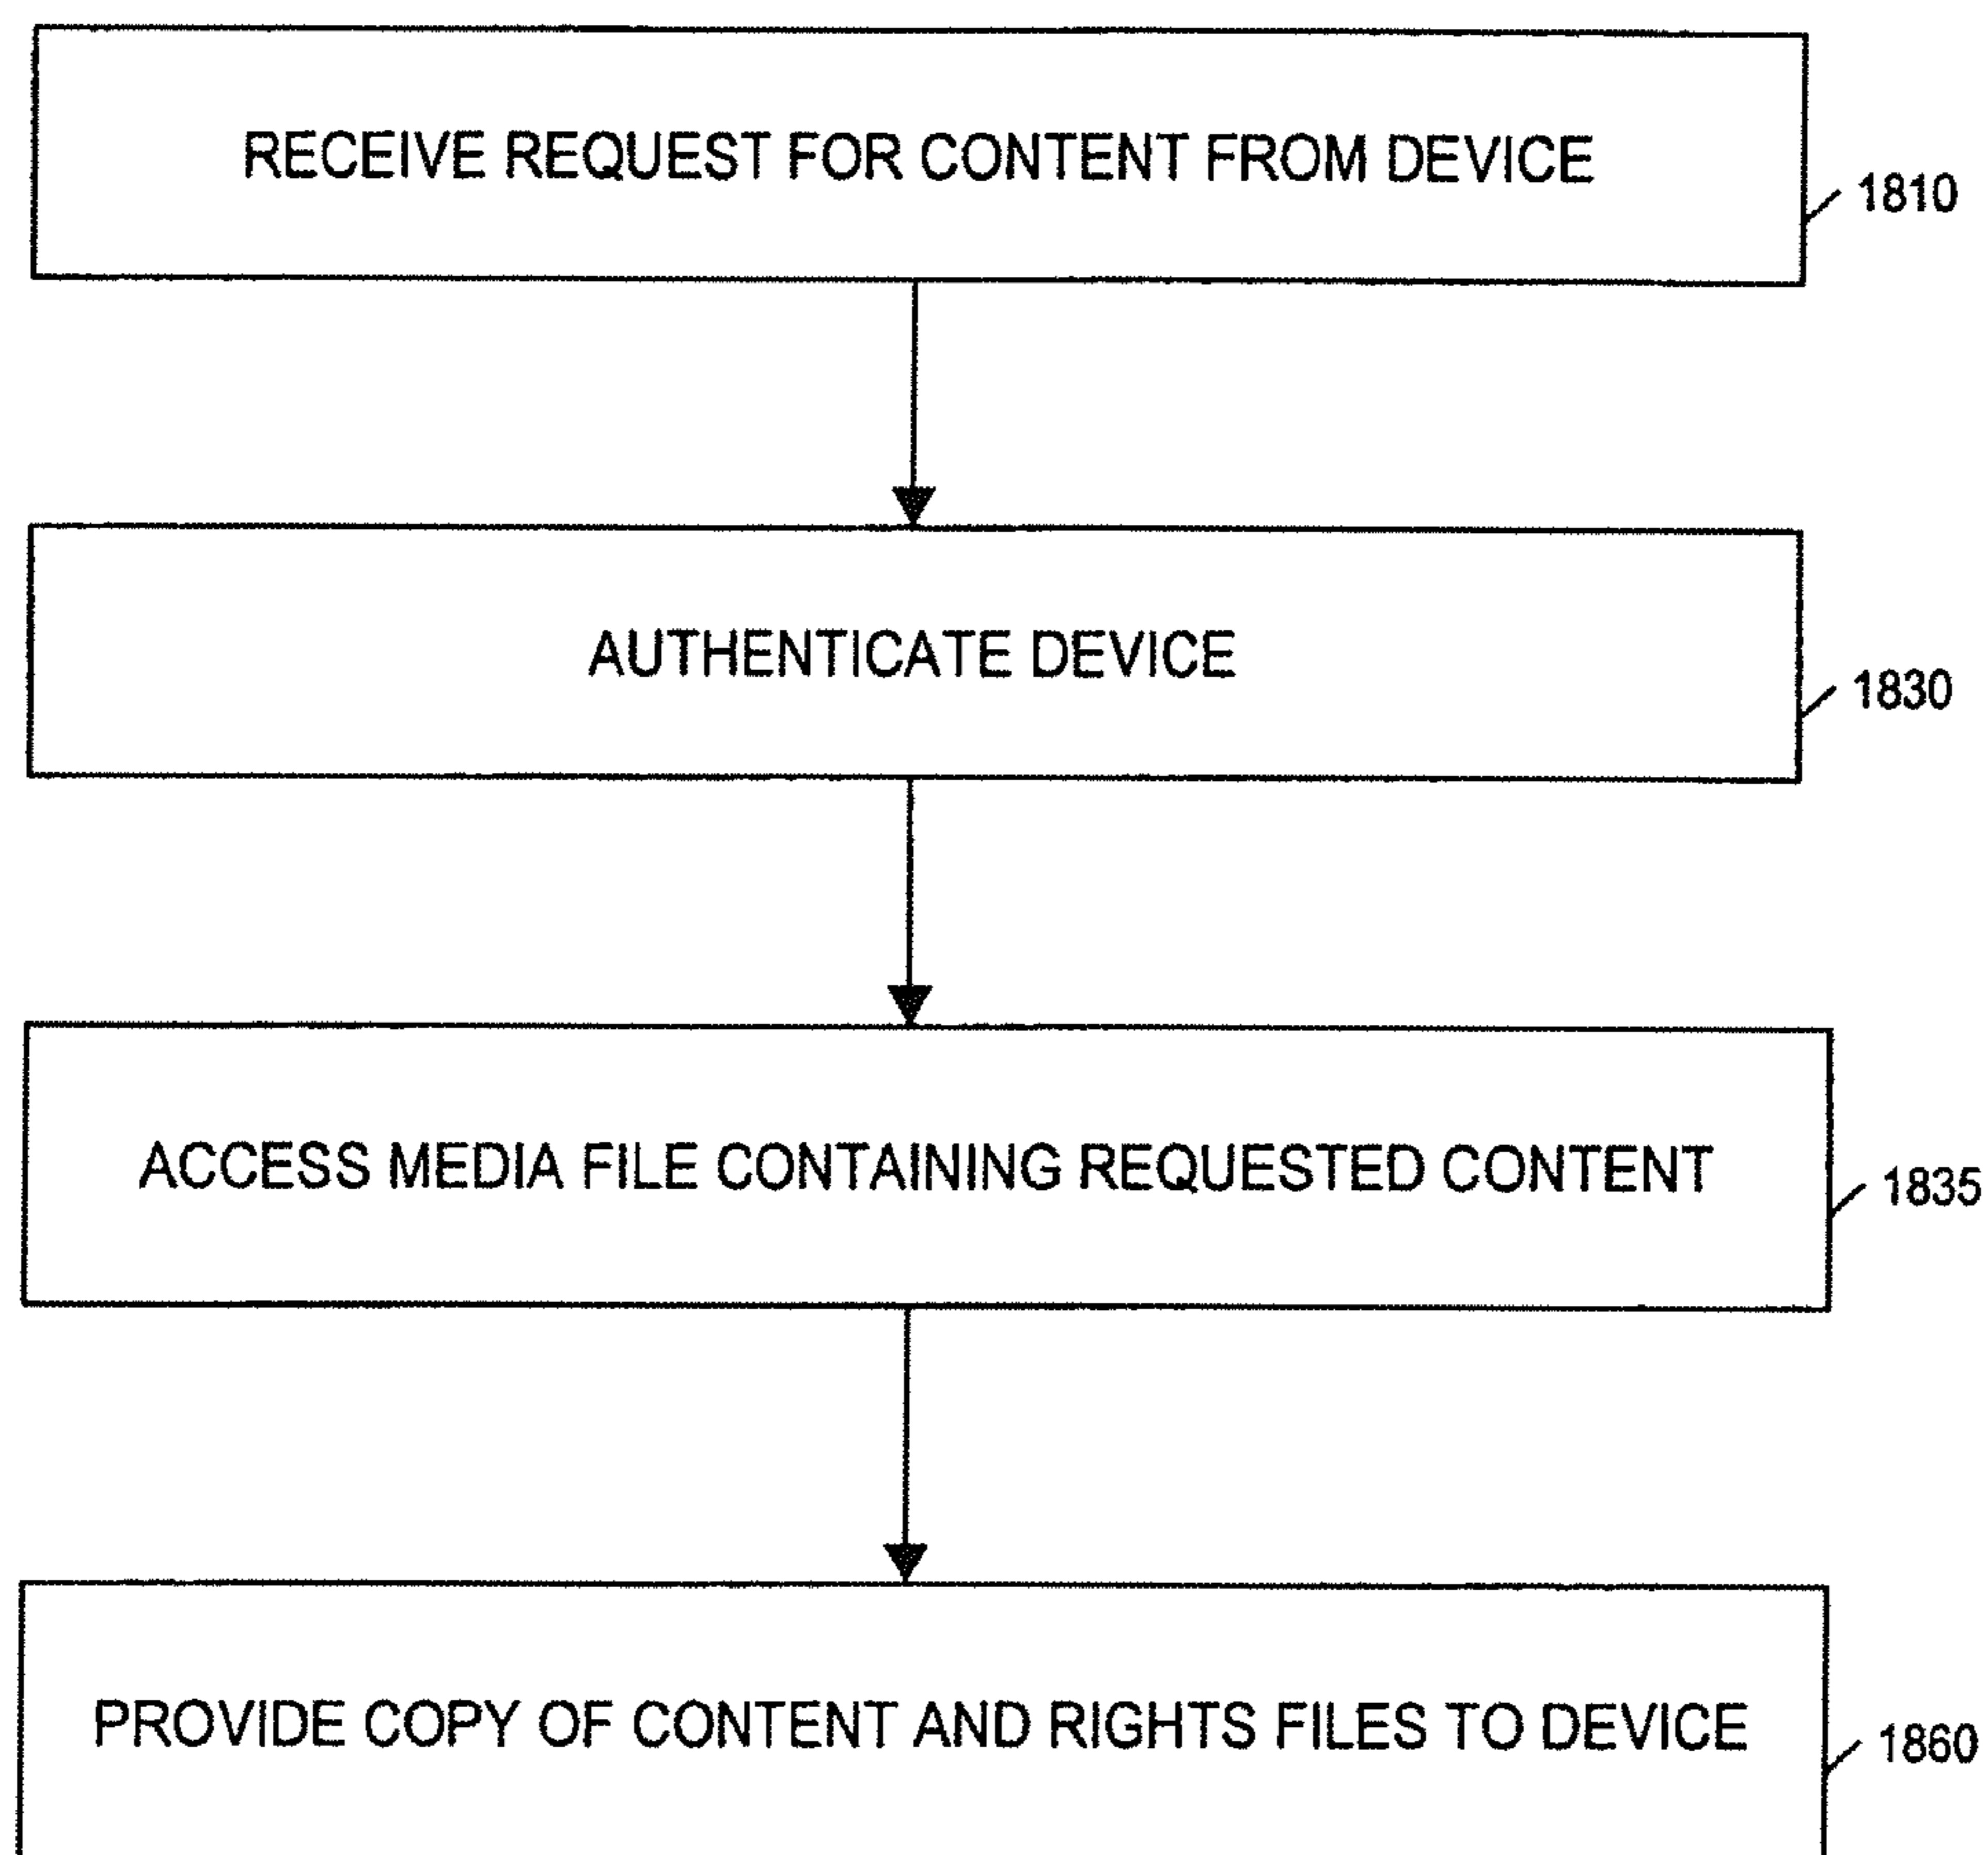 RECEIVE REQUEST FOR CONTENT FROM DEVICE
1810
AUTHENTICATE DEVICE
1830
ACCESS MEDIA FILE CONTAINING REQUESTED CONTENT
1835
PROVIDE COPY OF CONTENT AND RIGHTS FILES TO DEVICE
1860